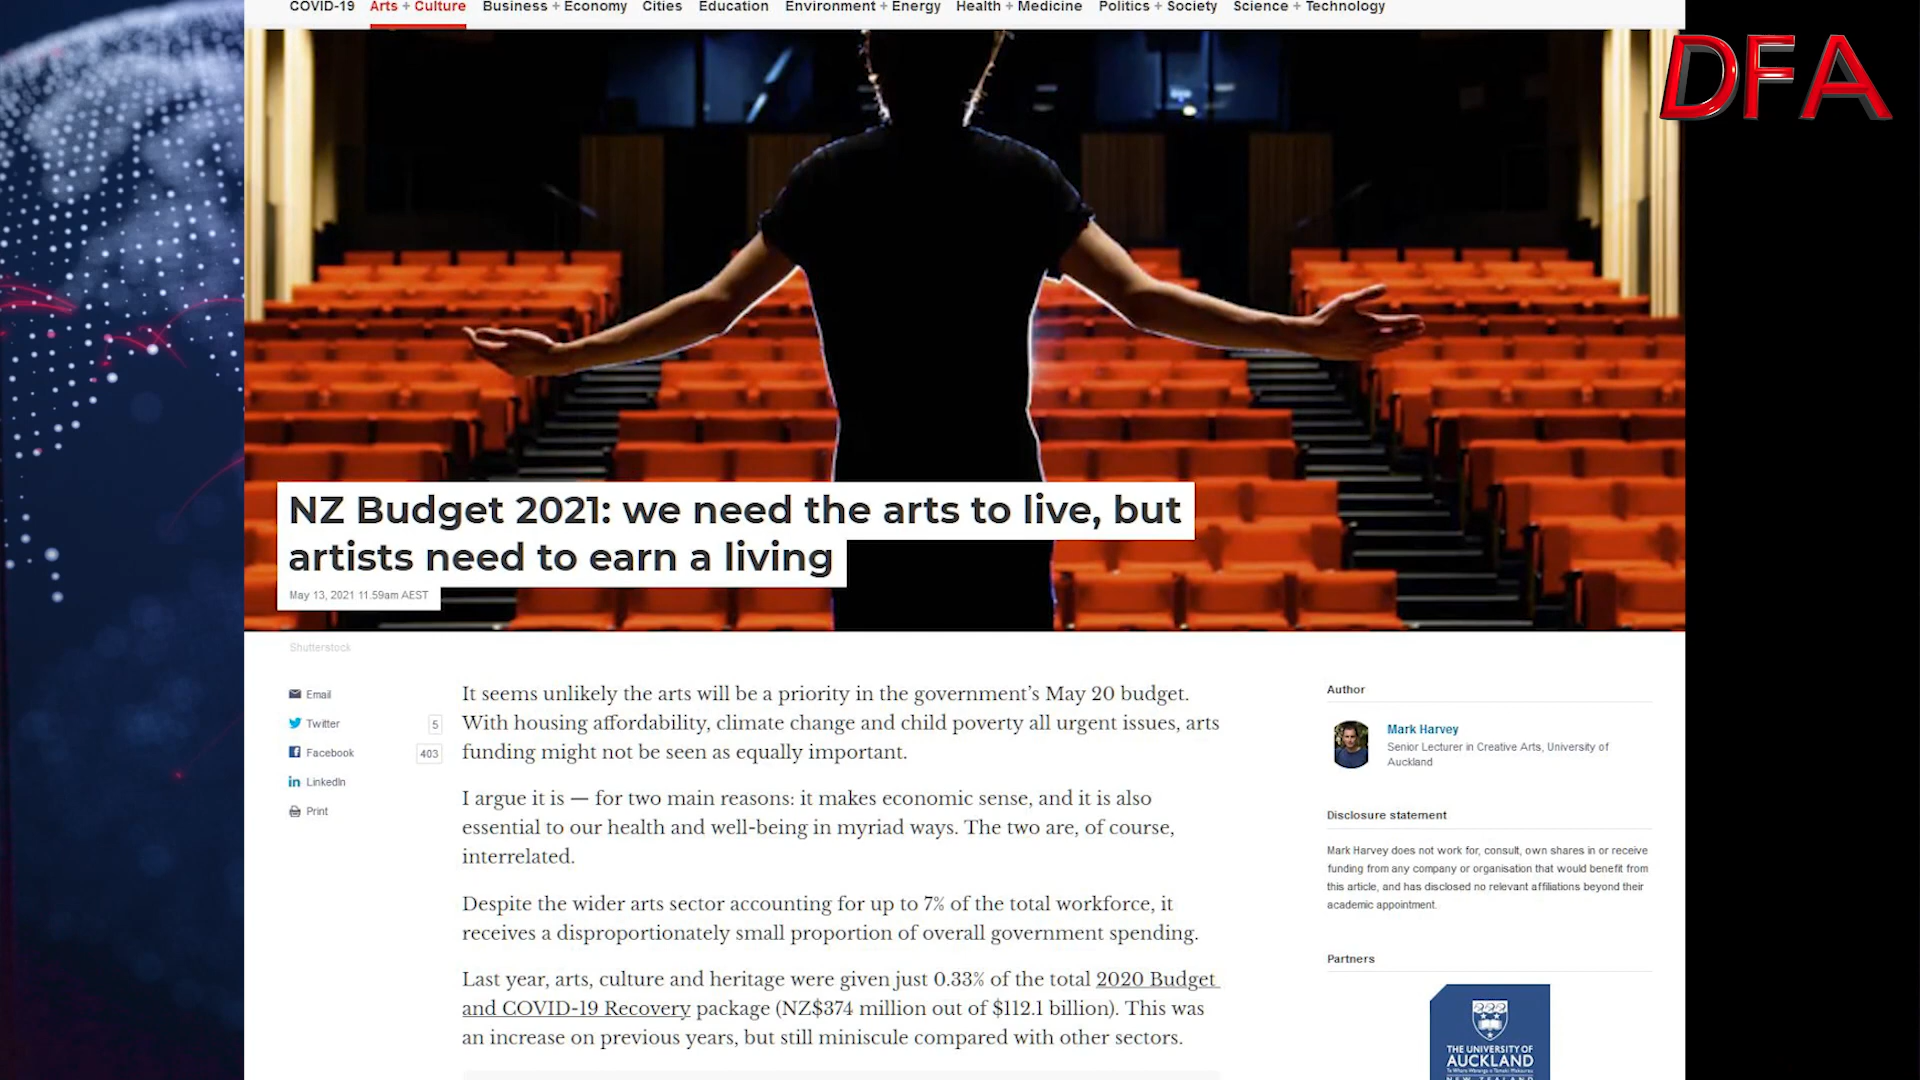 COVID-19 Arts + Culture Business + Economy Cities Education Environment + Energy Health + Medicine Politics + Society Science + Technology
DFA
NZ Budget 2021: we need the arts to live, but
artists need to earn a living
May 13, 2021 11.59am AEST
Shutterstock
Email
Twitter 5
Facebook 403
LinkedIn
Print
It seems unlikely the arts will be a priority in the government’s May 20 budget.
With housing affordability, climate change and child poverty all urgent issues, arts
funding might not be seen as equally important.
I argue it is — for two main reasons: it makes economic sense, and it is also
essential to our health and well-being in myriad ways. The two are, of course,
interrelated.
Despite the wider arts sector accounting for up to 7% of the total workforce, it
receives a disproportionately small proportion of overall government spending.
Last year, arts, culture and heritage were given just 0.33% of the total 2020 Budget
and COVID-19 Recovery package (NZ$374 million out of $112.1 billion). This was
an increase on previous years, but still miniscule compared with other sectors.
Author
Mark Harvey
Senior Lecturer in Creative Arts, University of
Auckland
Disclosure statement
Mark Harvey does not work for, consult, own shares in or receive
funding from any company or organisation that would benefit from
this article, and has disclosed no relevant affiliations beyond their
academic appointment.
Partners
THE UNIVERSITY OF
AUCKLAND
NEW ZEALAND